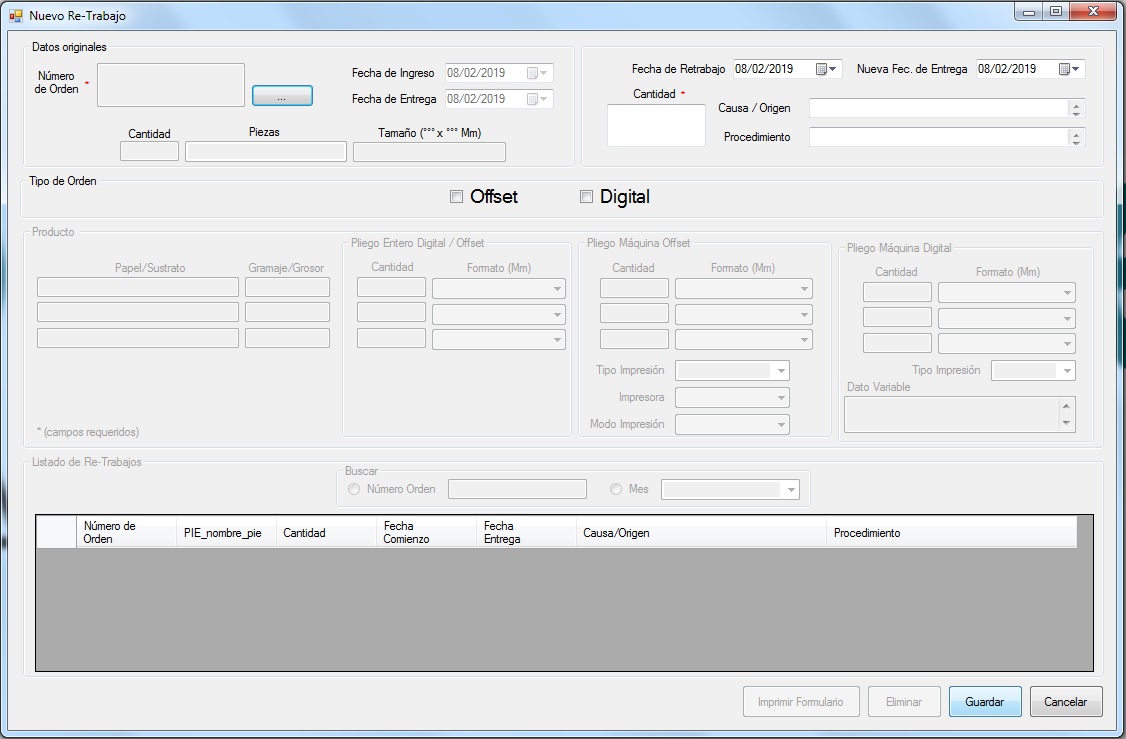 Nuevo Re-Trabajo
Datos originales
Número
de Orden *
...
Fecha de Ingreso 08/02/2019
Fecha de Entrega 08/02/2019
Cantidad
Piezas
Tamaño (°°° x °°° Mm)
Fecha de Retrabajo 08/02/2019
Nueva Fec. de Entrega 08/02/2019
Cantidad *
Causa / Origen
Procedimiento
Tipo de Orden
Offset
Digital
Producto
Papel/Sustrato
Gramaje/Grosor
* (campos requeridos)
Pliego Entero Digital / Offset
Cantidad
Formato (Mm)
Pliego Máquina Offset
Cantidad
Formato (Mm)
Tipo Impresión
Impresora
Modo Impresión
Pliego Máquina Digital
Cantidad
Formato (Mm)
Tipo Impresión
Dato Variable
Listado de Re-Trabajos
Buscar
Número Orden
Mes
Número de
Orden
PIE_nombre_pie
Cantidad
Fecha
Comienzo
Fecha
Entrega
Causa/Origen
Procedimiento
Imprimir Formulario
Eliminar
Guardar
Cancelar